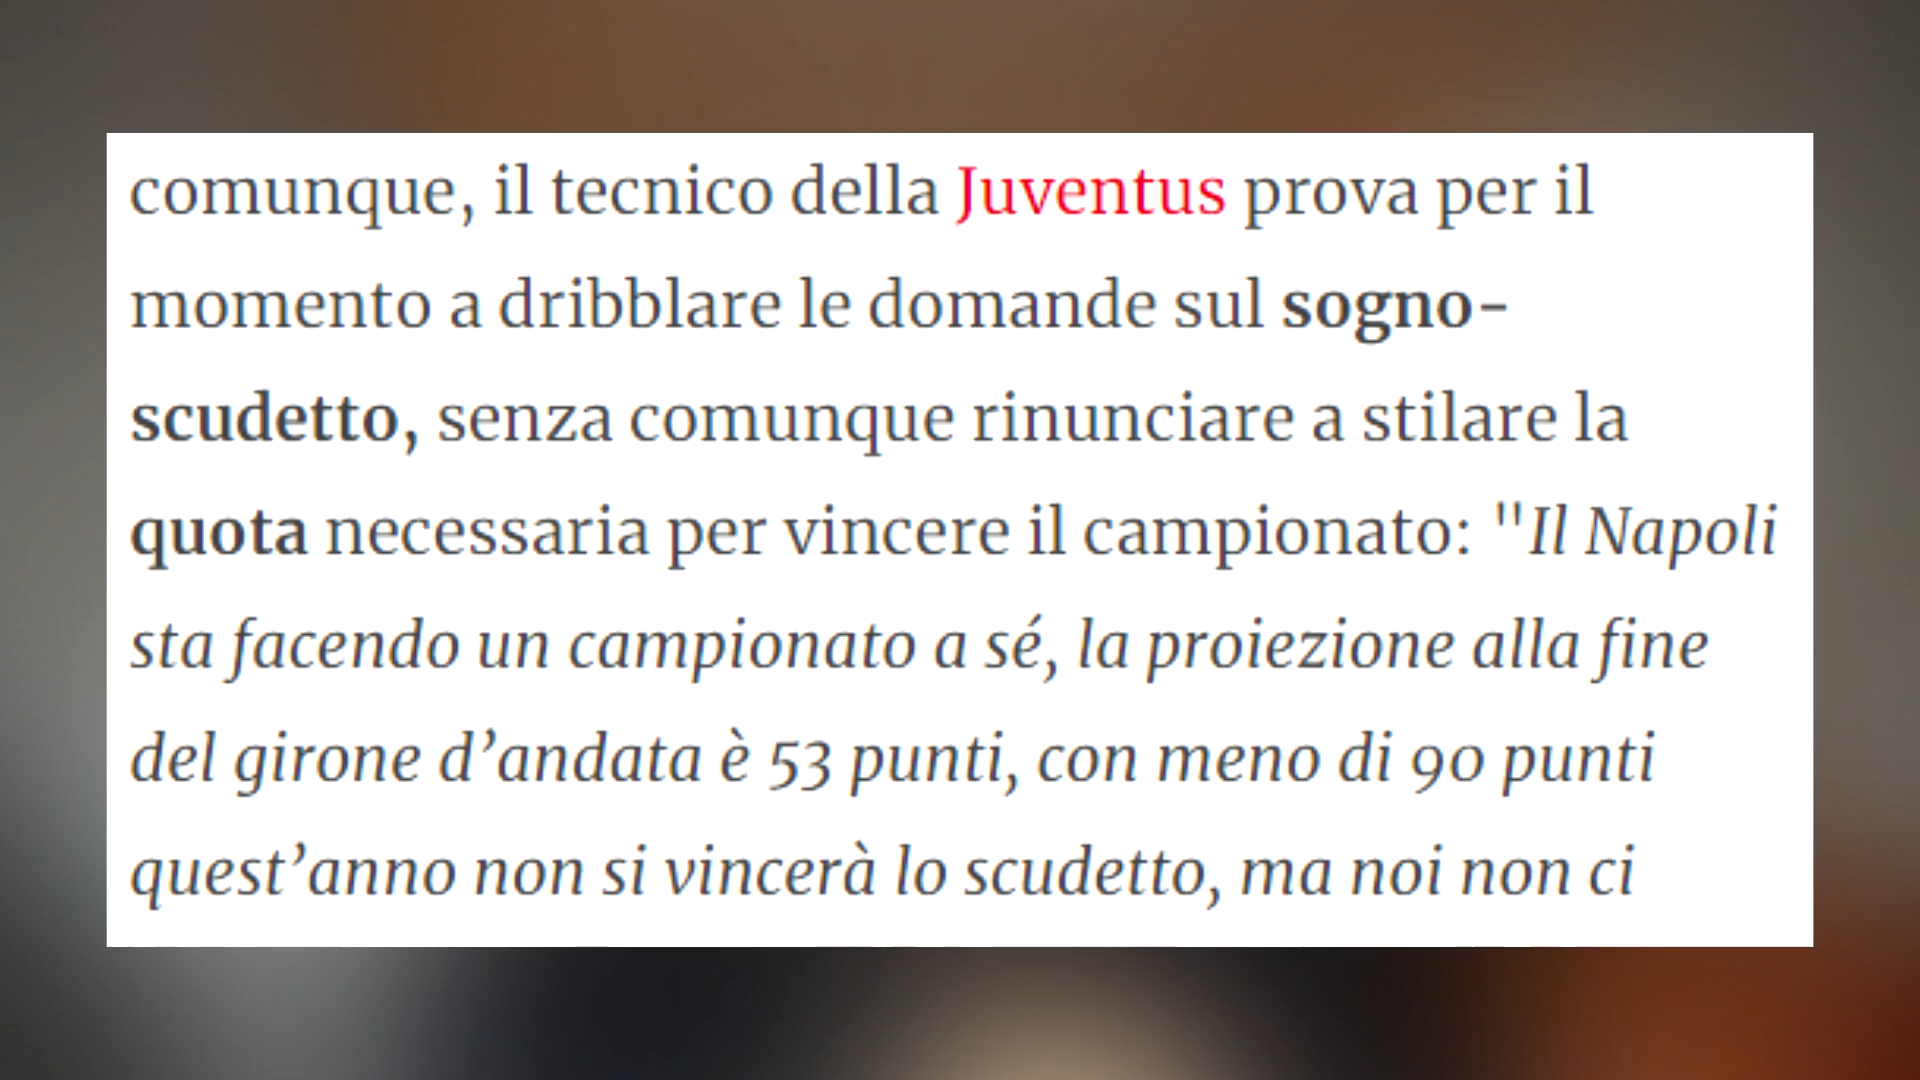 comunque, il tecnico della Juventus prova per il
momento a dribblare le domande sul sogno-
scudetto, senza comunque rinunciare a stilare la
quota necessaria per vincere il campionato: "Il Napoli
sta facendo un campionato a sé, la proiezione alla fine
del girone d’andata è 53 punti, con meno di 90 punti
quest’anno non si vincerà lo scudetto, ma noi non ci